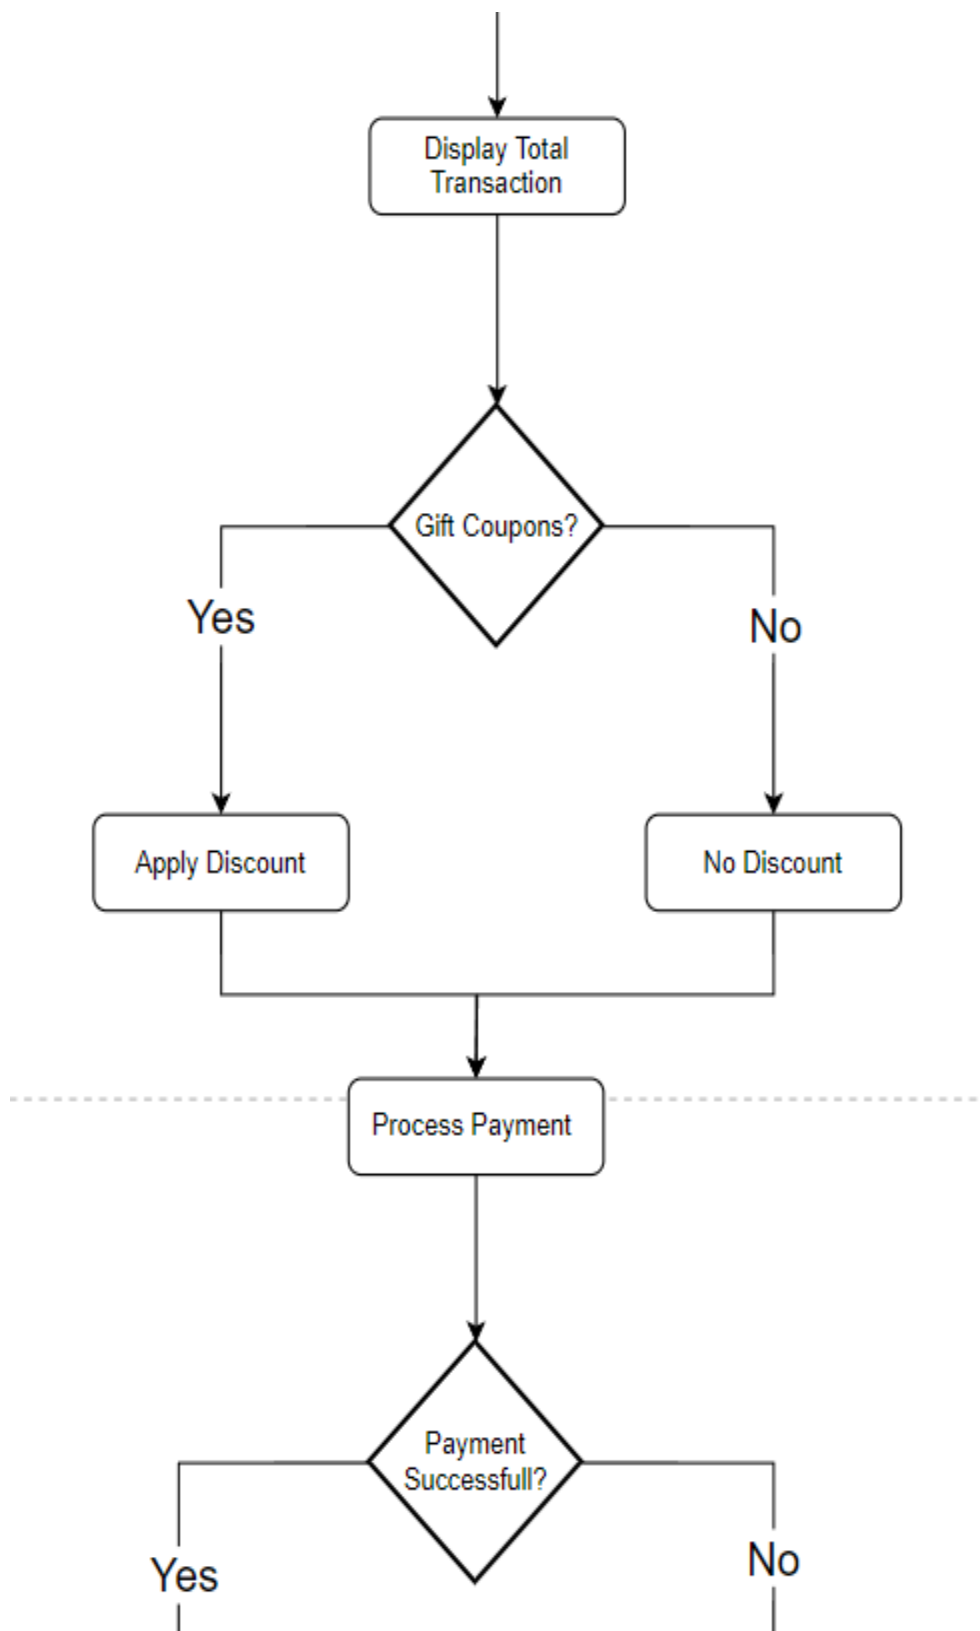 Display Total
Transaction
Gift Coupons?
Yes
No
Apply Discount
No Discount
Process Payment
Payment
Successfull?
Yes
No